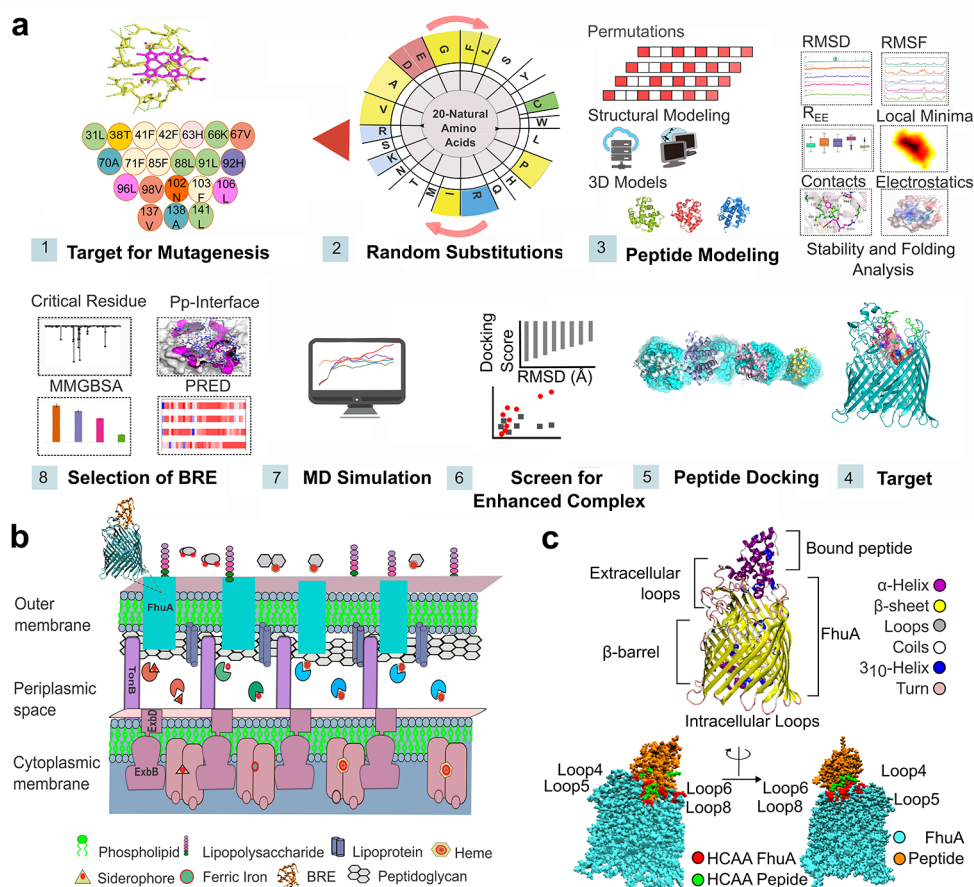 a
31L 38T 41F 42F 63H 66K 67V
70A 71F 85F 88L 91L 92H
96L 98V 102 N 103 F 106 L
137 V 138 A 141 L
1 Target for Mutagenesis
D E G F L S Y C W L P H Q R I M T N K S R V A
20-Natural
Amino
Acids
2 Random Substitutions
Permutations
Structural Modeling
3D Models
3 Peptide Modeling
RMSD RMSF
REE Local Minima
Contacts Electrostatics
Stability and Folding
Analysis
Critical Residue Pp-Interface
MMGBSA PRED
8 Selection of BRE
7 MD Simulation
Docking
Score
RMSD (Å)
6 Screen for
Enhanced Complex
5 Peptide Docking
4 Target
b
Outer
membrane
FhuA
Periplasmic
space
TonB
ExbD
Cytoplasmic
membrane
ExbB
Phospholipid Lipopolysaccharide Lipoprotein Heme
Siderophore Ferric Iron BRE Peptidoglycan
c
Bound peptide
Extracellular
loops
FhuA
β-barrel
Intracellular Loops
α-Helix
β-sheet
Loops
Coils
3₁₀-Helix
Turn
Loop4
Loop5
Loop6
Loop8
Loop6
Loop8
Loop4
Loop5
HCAA FhuA
HCAA Pepide
FhuA
Peptide